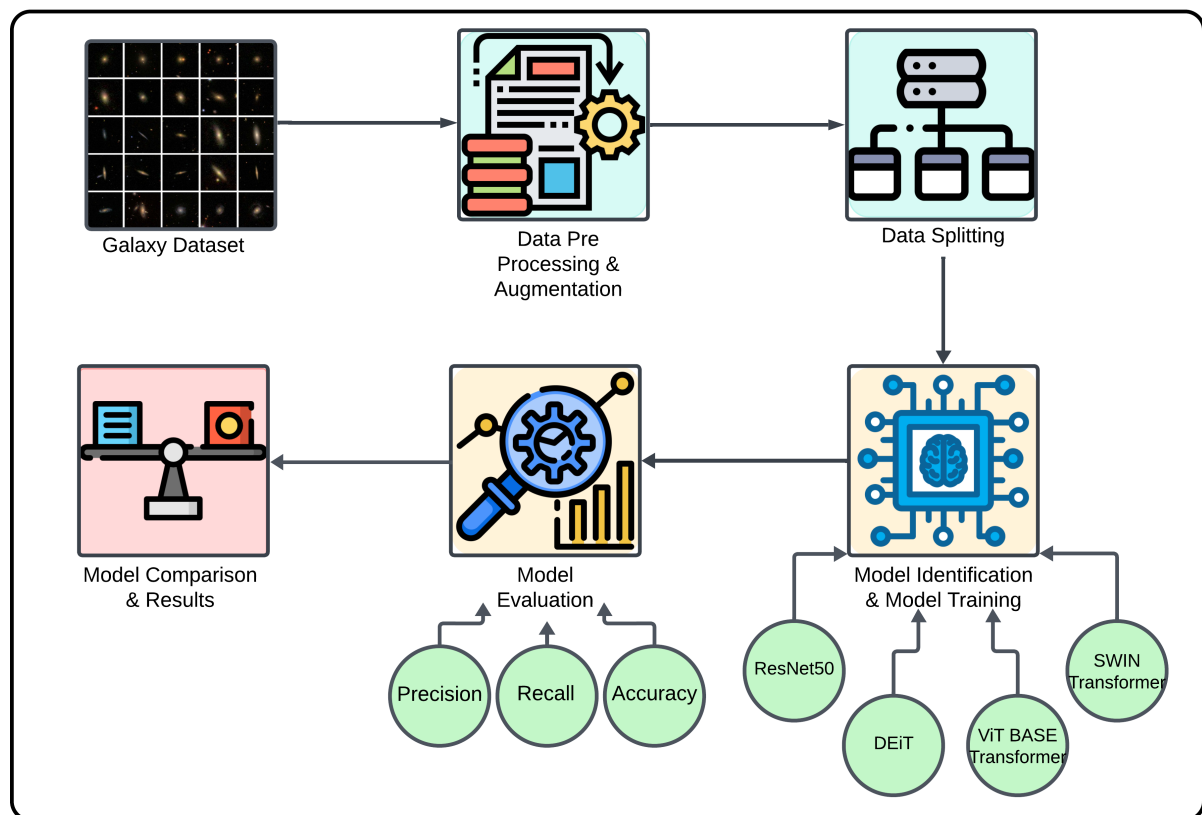 Galaxy Dataset
Data Pre
Processing &
Augmentation
Data Splitting
Model Comparison
& Results
Model
Evaluation
Model Identification
& Model Training
Precision
Recall
Accuracy
ResNet50
DEiT
ViT BASE
Transformer
SWIN
Transformer